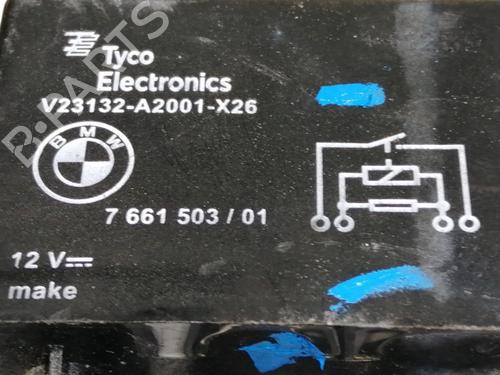 Tyco
Electronics
V23132-A2001-X26
BMW
7 661 503 / 01
12 V
make
B-PARTS